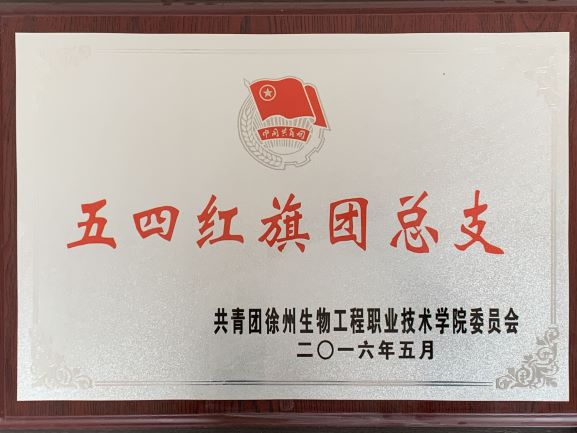 中国共青团
五四红旗团总支
共青团徐州生物工程职业技术学院委员会
二〇一六年五月